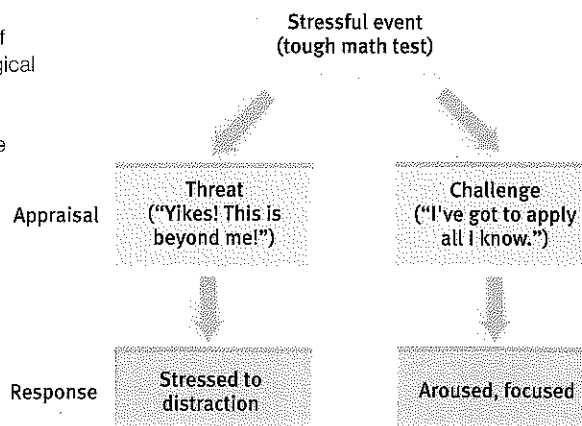 f
gical
e
Stressful event
(tough math test)
Appraisal
Threat
("Yikes! This is
beyond me!")
Challenge
("I've got to apply
all I know.")
Response
Stressed to
distraction
Aroused, focused